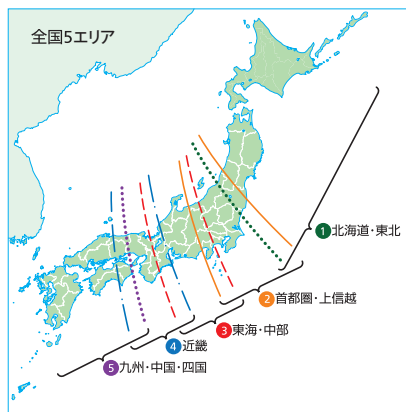 全国5エリア
1北海道・東北
2首都圏・上信越
3東海・中部
4近畿
5九州・中国・四国